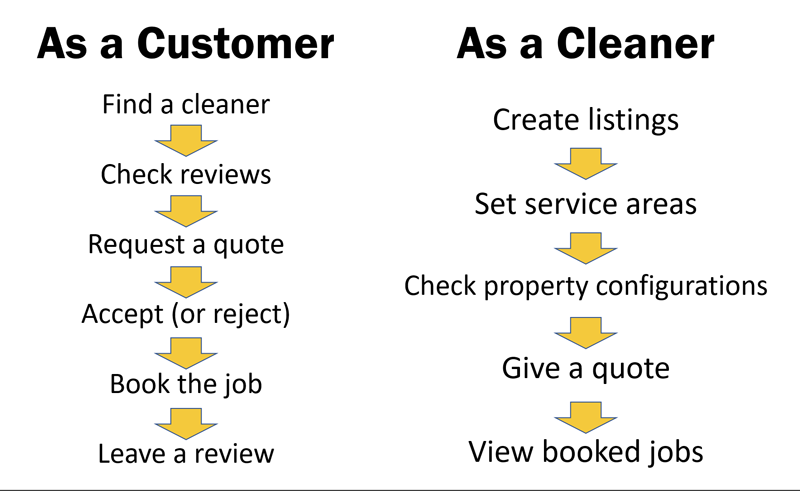 As a Customer
Find a cleaner
Check reviews
Request a quote
Accept (or reject)
Book the job
Leave a review
As a Cleaner
Create listings
Set service areas
Check property configurations
Give a quote
View booked jobs